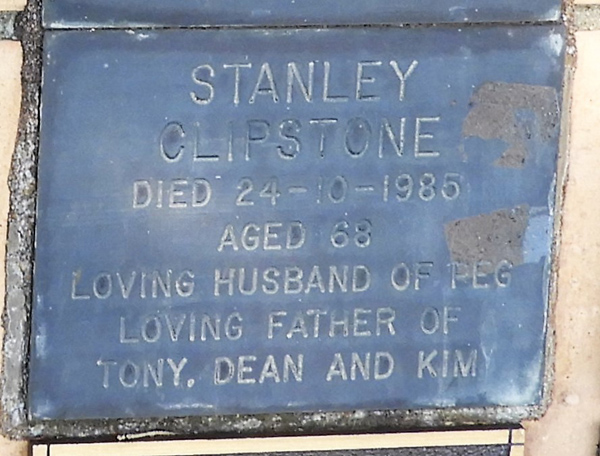 STANLEY
CLIPSTONE
DIED 24-10-1985
AGED 68
LOVING HUSBAND OF PEG
LOVING FATHER OF
TONY. DEAN AND KIM